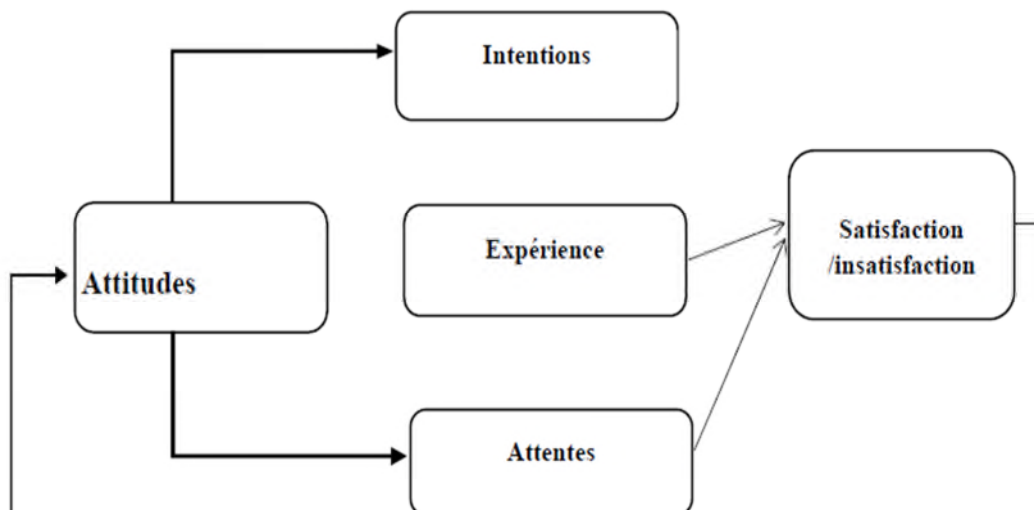 Intentions
Attitudes
Expérience
Satisfaction
/insatisfaction
Attentes